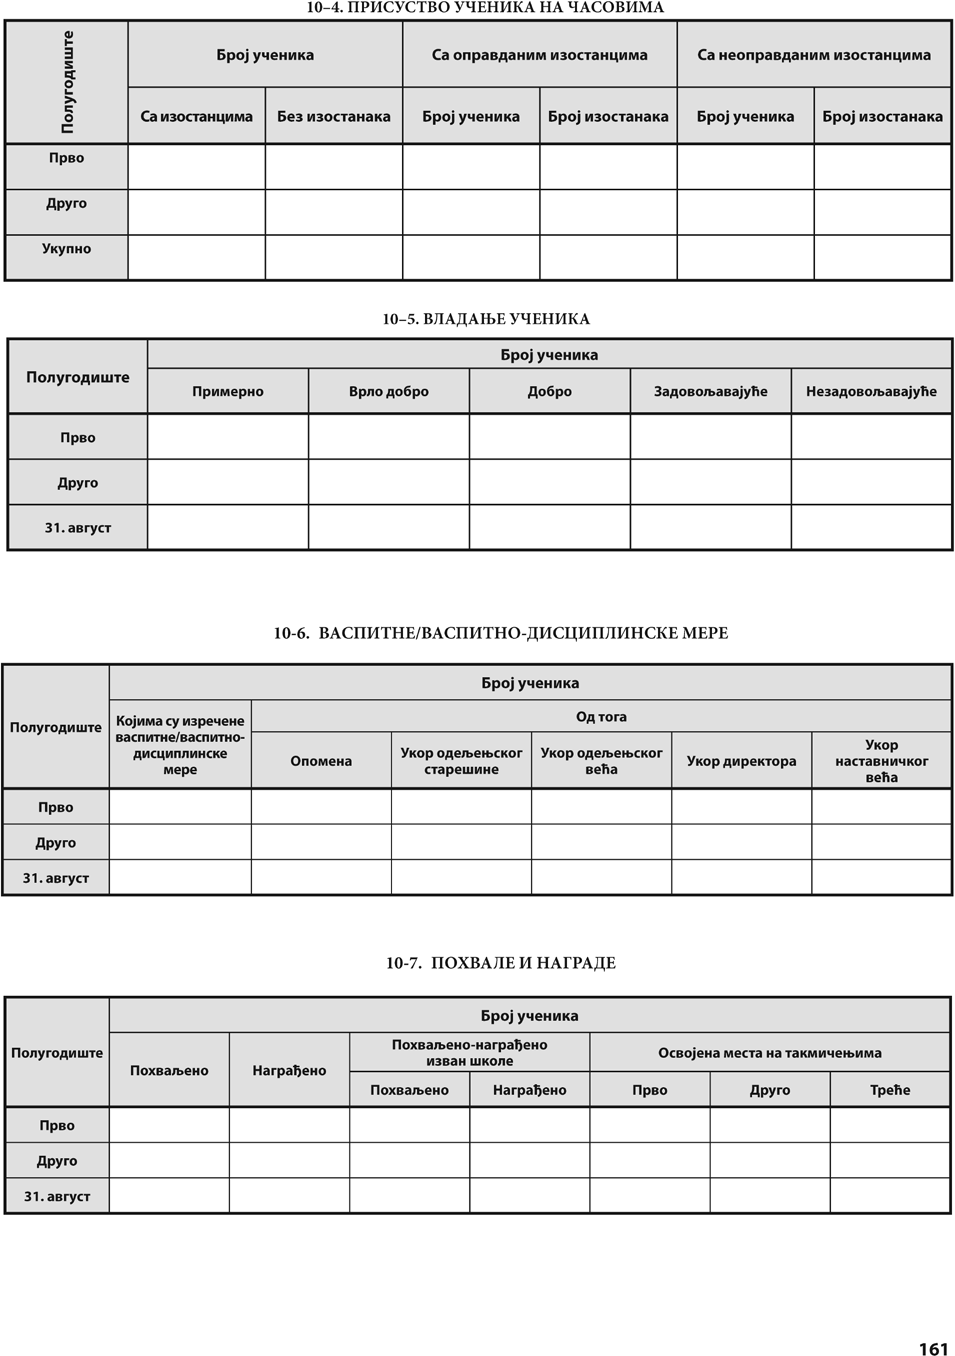 10–4. ПРИСУСТВО УЧЕНИКА НА ЧАСОВИМА
Полугодиште
Број ученика
Са оправданим изостанцима
Са неоправданим изостанцима
Са изостанцима
Без изостанака
Број ученика
Број изостанака
Број ученика
Број изостанака
Прво
Друго
Укупно
10–5. ВЛАДАЊЕ УЧЕНИКА
Полугодиште
Број ученика
Примерно
Врло добро
Добро
Задовољавајуће
Незадовољавајуће
Прво
Друго
31. август
10-6. ВАСПИТНЕ/ВАСПИТНО-ДИСЦИПЛИНСКЕ МЕРЕ
Полугодиште
Број ученика
Којима су изречене
васпитне/васпитно-
дисциплинске
мере
Од тога
Опомена
Укор одељењског
старешине
Укор одељењског
већа
Укор директора
Укор
наставничког
већа
Прво
Друго
31. август
10-7. ПОХВАЛЕ И НАГРАДЕ
Полугодиште
Број ученика
Похваљено
Награђено
Похваљено-награђено
изван школе
Освојена места на такмичењима
Похваљено
Награђено
Прво
Друго
Треће
Прво
Друго
31. август
161